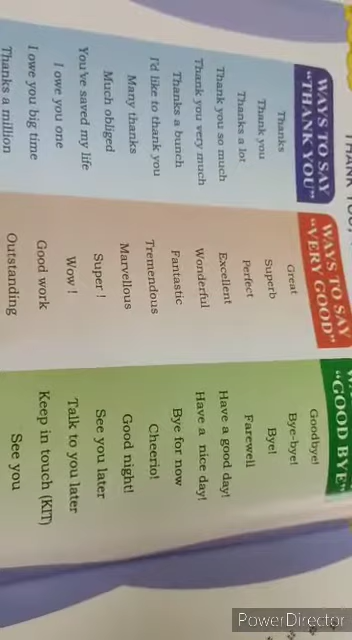 THANK YOU,
WAYS TO SAY
"THANK YOU"
Thanks
Thank you
Thanks a lot
Thank you so much
Thank you very much
Thanks a bunch
I'd like to thank you
Many thanks
Much obliged
You've saved my life
I owe you one
I owe you big time
Thanks a million
WAYS TO SAY
"VERY GOOD"
Great
Superb
Perfect
Excellent
Wonderful
Fantastic
Tremendous
Marvellous
Super !
Wow !
Good work
Outstanding
"GOOD BYE"
Goodbye!
Bye-bye!
Bye!
Farewell
Have a good day!
Have a nice day!
Bye for now
Cheerio!
Good night!
See you later
Talk to you later
Keep in touch (KIT)
See you
PowerDirector